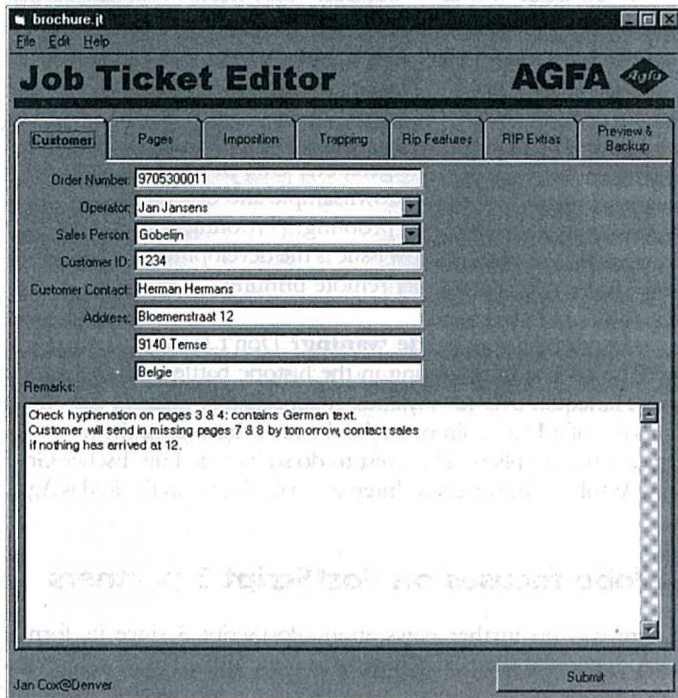 brochure.jt
File Edit Help
Job Ticket Editor AGFA Agfa
Customer Pages Imposition Trapping Rip Features RIP Extras Preview & Backup
Order Number: 9705300011
Operator: Jan Jansens
Sales Person: Gobelijn
Customer ID: 1234
Customer Contact: Herman Hermans
Address: Bloemenstraat 12
9140 Temse
Belgie
Remarks:
Check hyphenation on pages 3 & 4: contains German text.
Customer will send in missing pages 7 & 8 by tomorrow, contact sales
if nothing has arrived at 12.
Jan Cox@Denver Submit